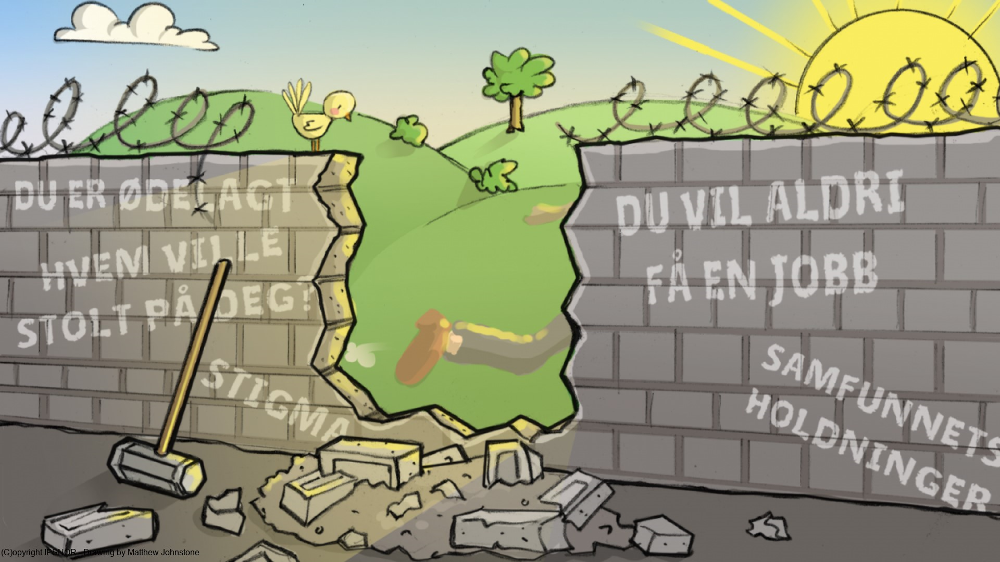 DU ER ØDELAGT
HVEM VILLE
STOLT PÅ DEG?
STIGMA
DU VIL ALDRI
FÅ EN JOBB
SAMFUNNETS
HOLDNINGER
(C)opyright IPSNOR - Drawing by Matthew Johnstone